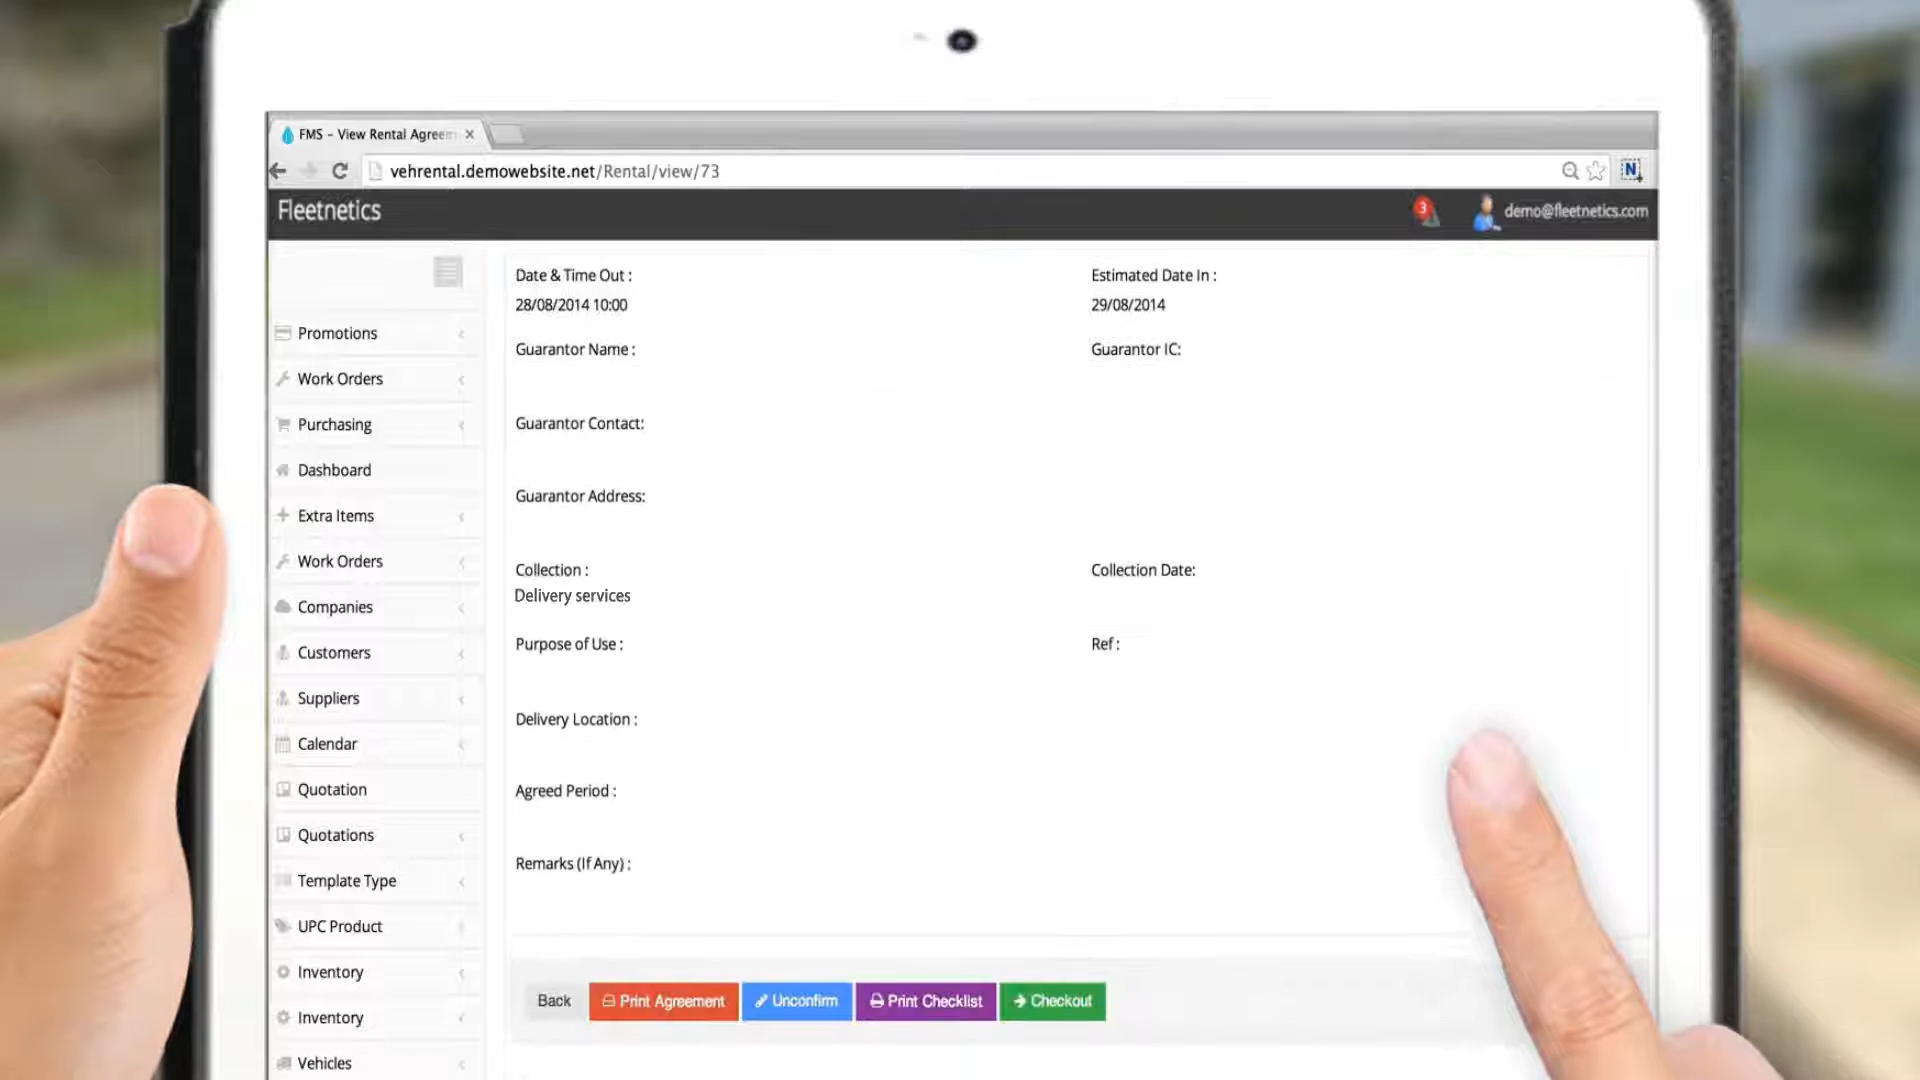 FMS - View Rental Agreem
vehrental.demowebsite.net/Rental/view/73
N
Fleetnetics
3
demo@fleetnetics.com
Date & Time Out :
Estimated Date In :
28/08/2014 10:00
29/08/2014
Promotions
Guarantor Name :
Guarantor IC:
Work Orders
Purchasing
Guarantor Contact:
Dashboard
Guarantor Address:
Extra Items
Work Orders
Collection :
Collection Date:
Delivery services
Companies
Customers
Purpose of Use :
Ref :
Suppliers
Delivery Location :
Calendar
Quotation
Agreed Period :
Quotations
Remarks (If Any) :
Template Type
UPC Product
Inventory
Back
Print Agreement
Unconfirm
Print Checklist
Checkout
Inventory
Vehicles